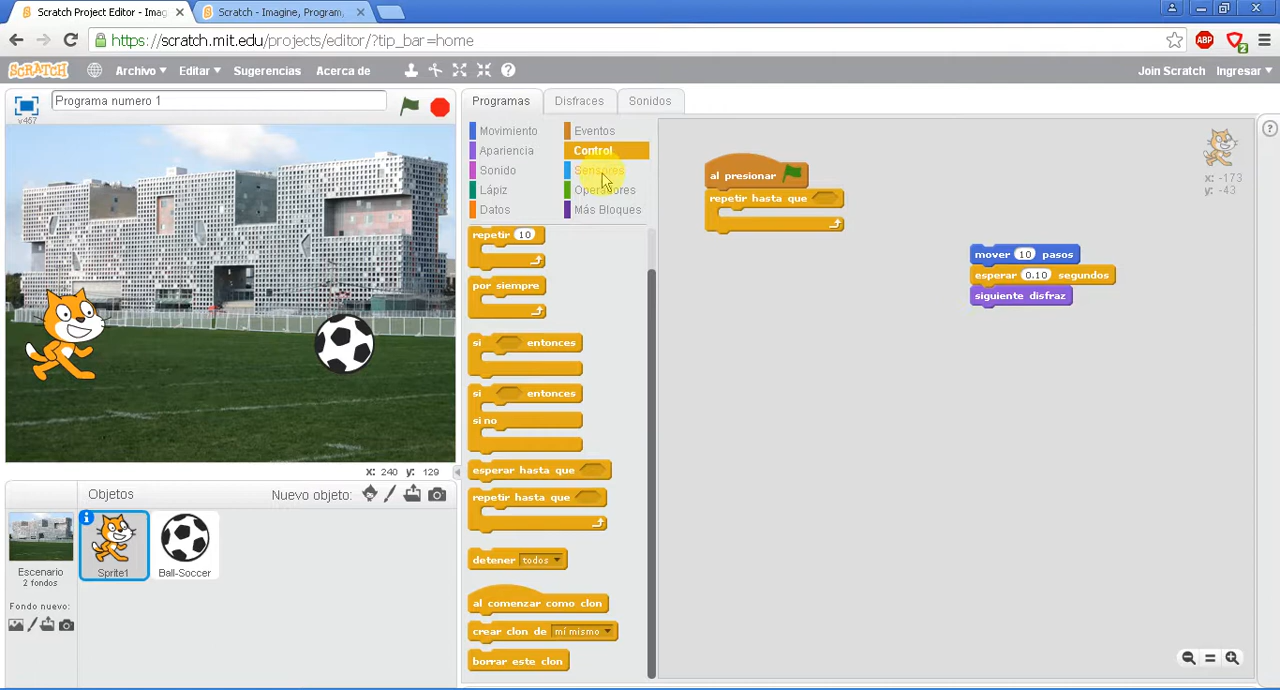 Scratch Project Editor - Imag
Scratch - Imagine, Program,
https://scratch.mit.edu/projects/editor/?tip_bar=home
ABP
2
SCRATCH
Archivo
Editar
Sugerencias
Acerca de
Join Scratch
Ingresar
Programa numero 1
v457
Programas
Disfraces
Sonidos
Movimiento
Eventos
Apariencia
Control
Sonido
Sensores
Lápiz
Operadores
Datos
Más Bloques
repetir 10
por siempre
si entonces
si entonces
si no
esperar hasta que
repetir hasta que
detener todos
al comenzar como clon
crear clon de mí mismo
borrar este clon
al presionar
repetir hasta que
mover 10 pasos
esperar 0.10 segundos
siguiente disfraz
x: -173
y: -43
x: 240 y: 129
Objetos
Nuevo objeto:
Escenario
2 fondos
Sprite1
Ball-Soccer
Fondo nuevo: